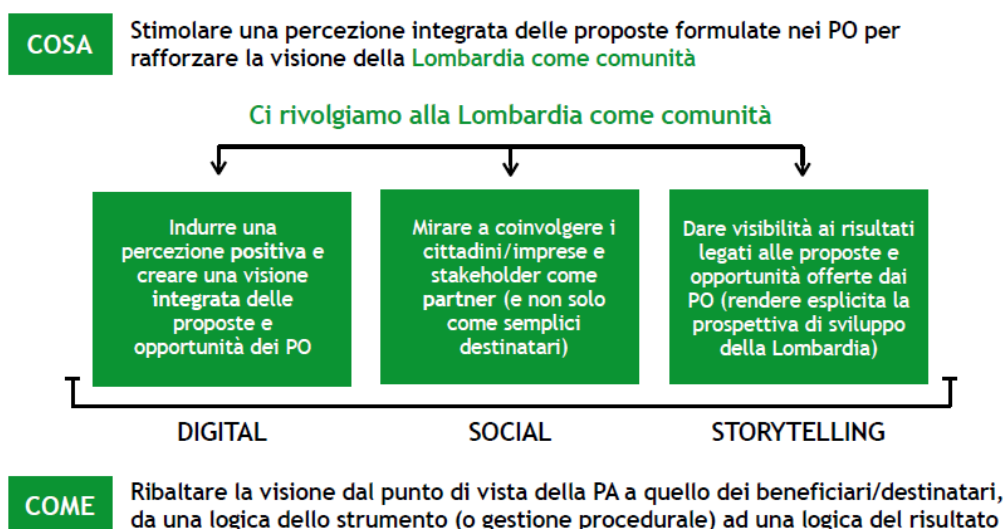 COSA
Stimolare una percezione integrata delle proposte formulate nei PO per
rafforzare la visione della Lombardia come comunità
Ci rivolgiamo alla Lombardia come comunità
Indurre una
percezione positiva e
creare una visione
integrata delle
proposte e
opportunità dei PO
Mirare a coinvolgere i
cittadini/imprese e
stakeholder come
partner (e non solo
come semplici
destinatari)
Dare visibilità ai risultati
legati alle proposte e
opportunità offerte dai
PO (rendere esplicita la
prospettiva di sviluppo
della Lombardia)
DIGITAL
SOCIAL
STORYTELLING
COME
Ribaltare la visione dal punto di vista della PA a quello dei beneficiari/destinatari,
da una logica dello strumento (o gestione procedurale) ad una logica del risultato.